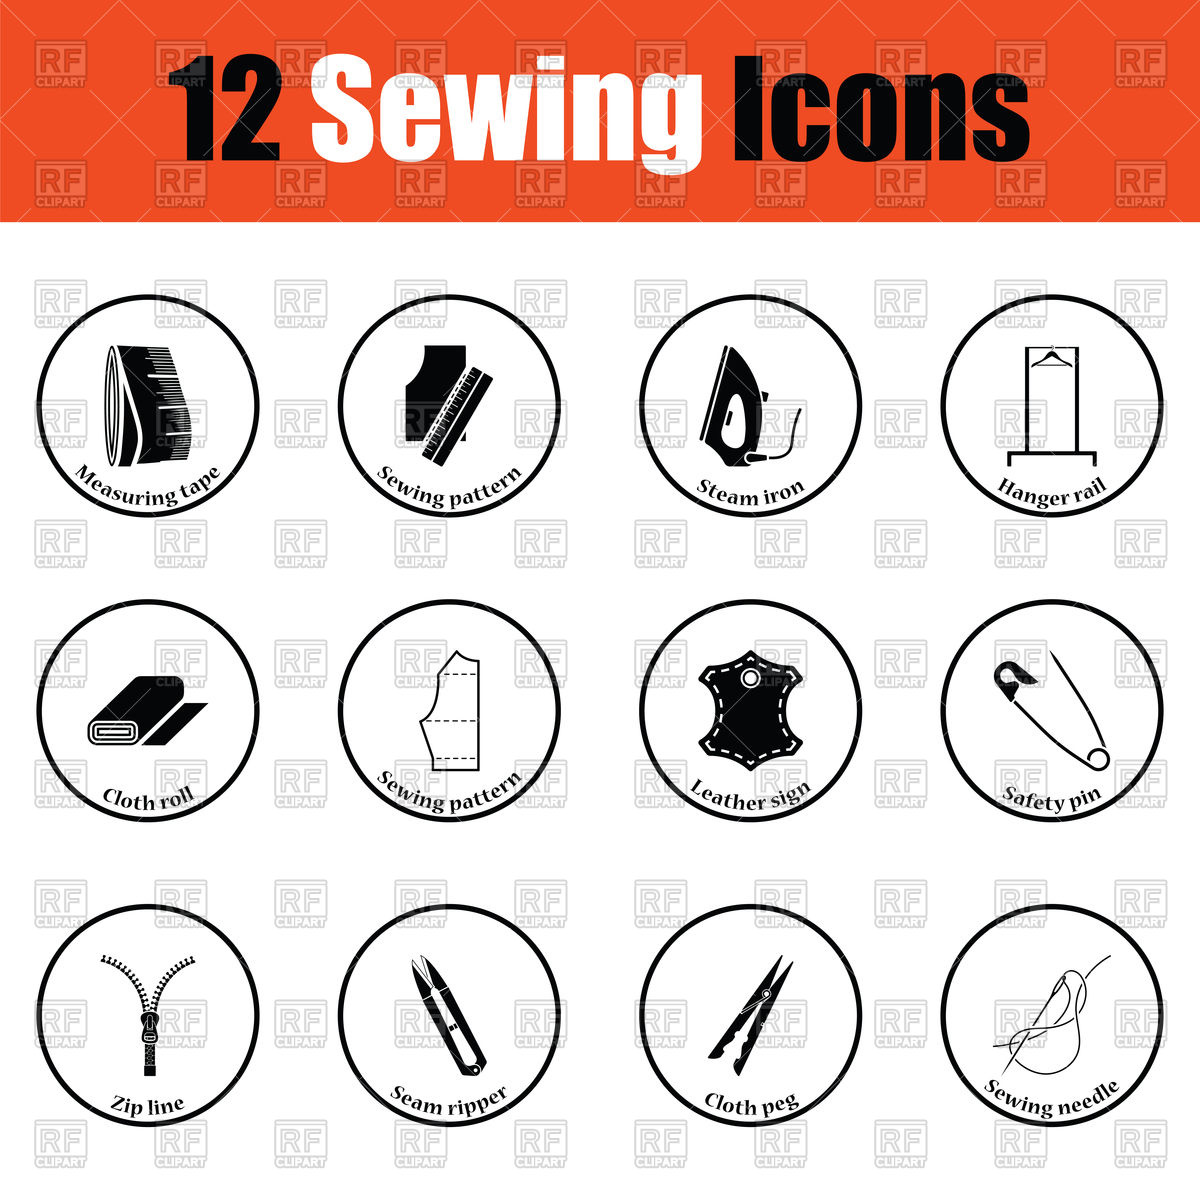 12 Sewing Icons
Measuring tape
Sewing pattern
Steam iron
Hanger rail
Cloth roll
Sewing pattern
Leather sign
Safety pin
Zip line
Seam ripper
Cloth peg
Sewing needle
RF CLIPART